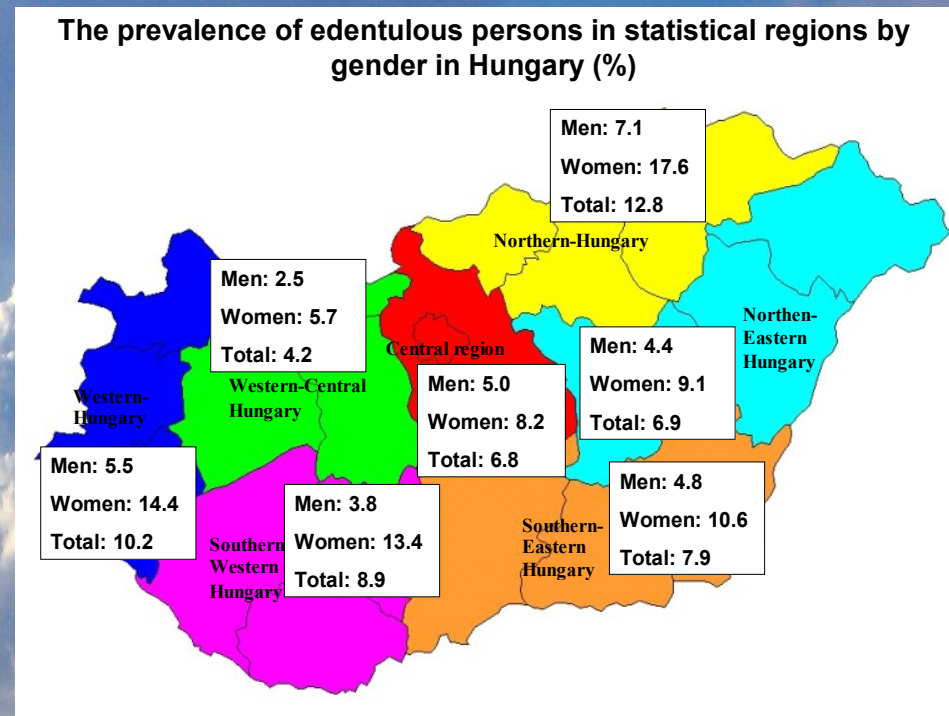 The prevalence of edentulous persons in statistical regions by
gender in Hungary (%)
Men: 7.1
Women: 17.6
Total: 12.8
Northern-Hungary
Men: 2.5
Women: 5.7
Total: 4.2
Western-Central
Hungary
Central region
Men: 5.0
Women: 8.2
Total: 6.8
Men: 4.4
Women: 9.1
Total: 6.9
Northen-
Eastern
Hungary
Western-
Hungary
Men: 5.5
Women: 14.4
Total: 10.2
Southern
Western
Hungary
Men: 3.8
Women: 13.4
Total: 8.9
Southern-
Eastern
Hungary
Men: 4.8
Women: 10.6
Total: 7.9